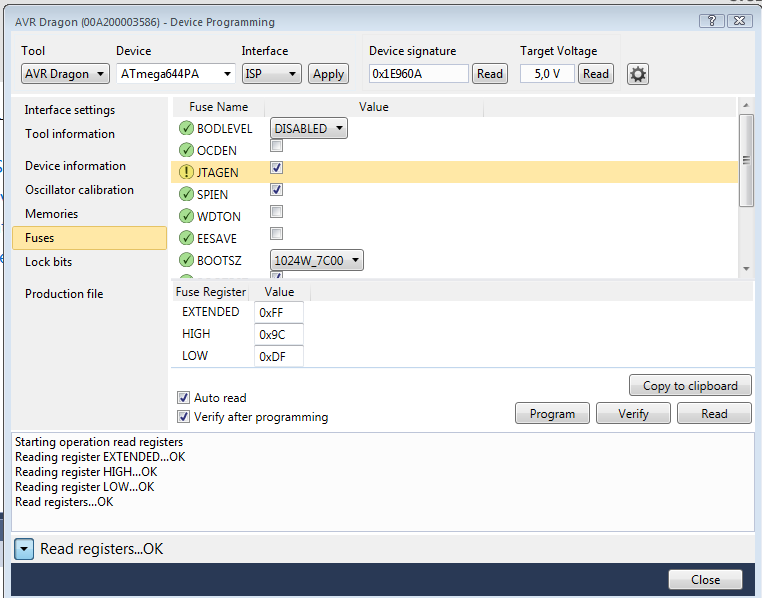 AVR Dragon (00A200003586) - Device Programming
Tool Device Interface Device signature Target Voltage
AVR Dragon ATmega644PA ISP Apply 0x1E960A Read 5,0 V Read
Interface settings
Tool information
Device information
Oscillator calibration
Memories
Fuses
Lock bits
Production file
Fuse Name Value
BODLEVEL DISABLED
OCDEN
JTAGEN
SPIEN
WDTON
EESAVE
BOOTSZ 1024W_7C00
Fuse Register Value
EXTENDED 0xFF
HIGH 0x9C
LOW 0xDF
Auto read
Verify after programming
Copy to clipboard
Program Verify Read
Starting operation read registers
Reading register EXTENDED...OK
Reading register HIGH...OK
Reading register LOW...OK
Read registers...OK
Read registers...OK
Close